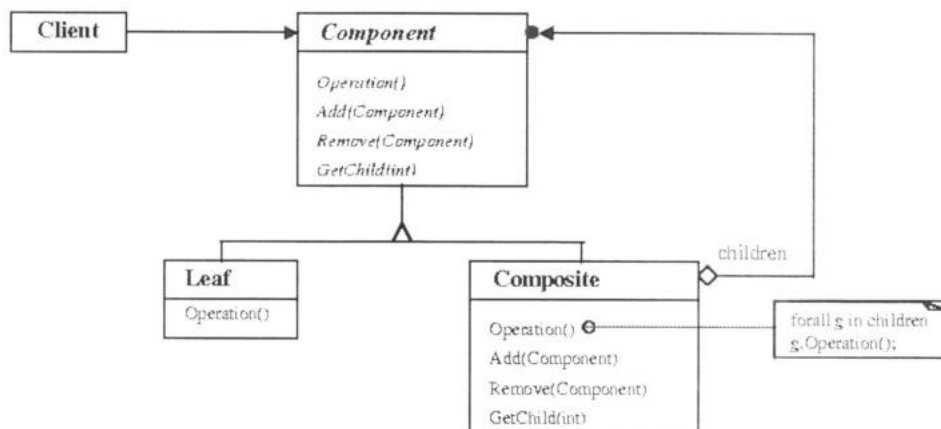 Client
Component
Operation()
Add(Component)
Remove(Component)
GetChild(int)
Leaf
Operation()
children
Composite
Operation()
Add(Component)
Remove(Component)
GetChild(int)
forall g in children
g.Operation();